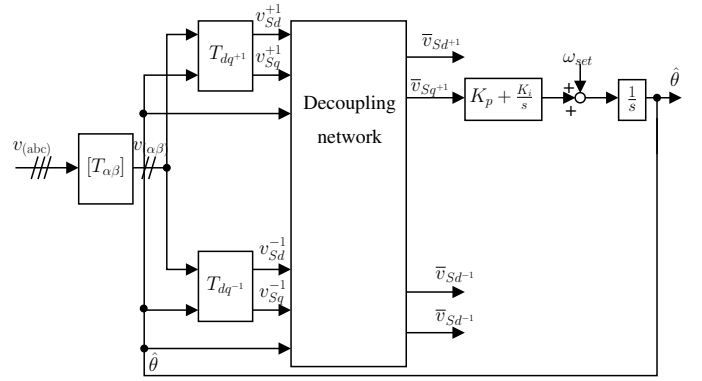 v_{Sd}^{+1}
T_{dq^{+1}}
v_{Sq}^{+1}
\overline{v}_{Sd^{+1}}
ω_{set}
\overline{v}_{Sq^{+1}}
K_p + \frac{K_i}{s}
+
+
\frac{1}{s}
\hat{θ}
Decoupling
network
v_{(abc)}
[T_{αβ}]
v_{(αβ)}
v_{Sd}^{-1}
T_{dq^{-1}}
v_{Sq}^{-1}
\overline{v}_{Sd^{-1}}
\overline{v}_{Sd^{-1}}
\hat{θ}